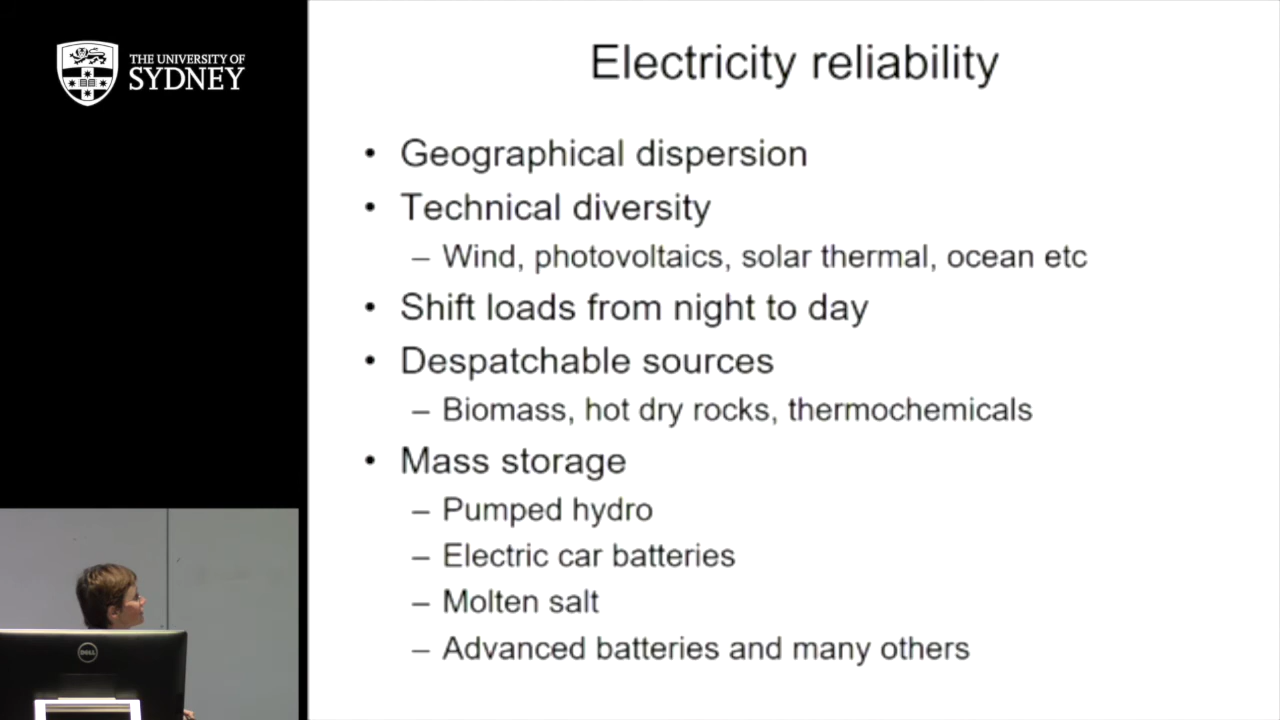 THE UNIVERSITY OF
SYDNEY
Electricity reliability
• Geographical dispersion
• Technical diversity
– Wind, photovoltaics, solar thermal, ocean etc
• Shift loads from night to day
• Despatchable sources
– Biomass, hot dry rocks, thermochemicals
• Mass storage
– Pumped hydro
– Electric car batteries
– Molten salt
– Advanced batteries and many others
DELL